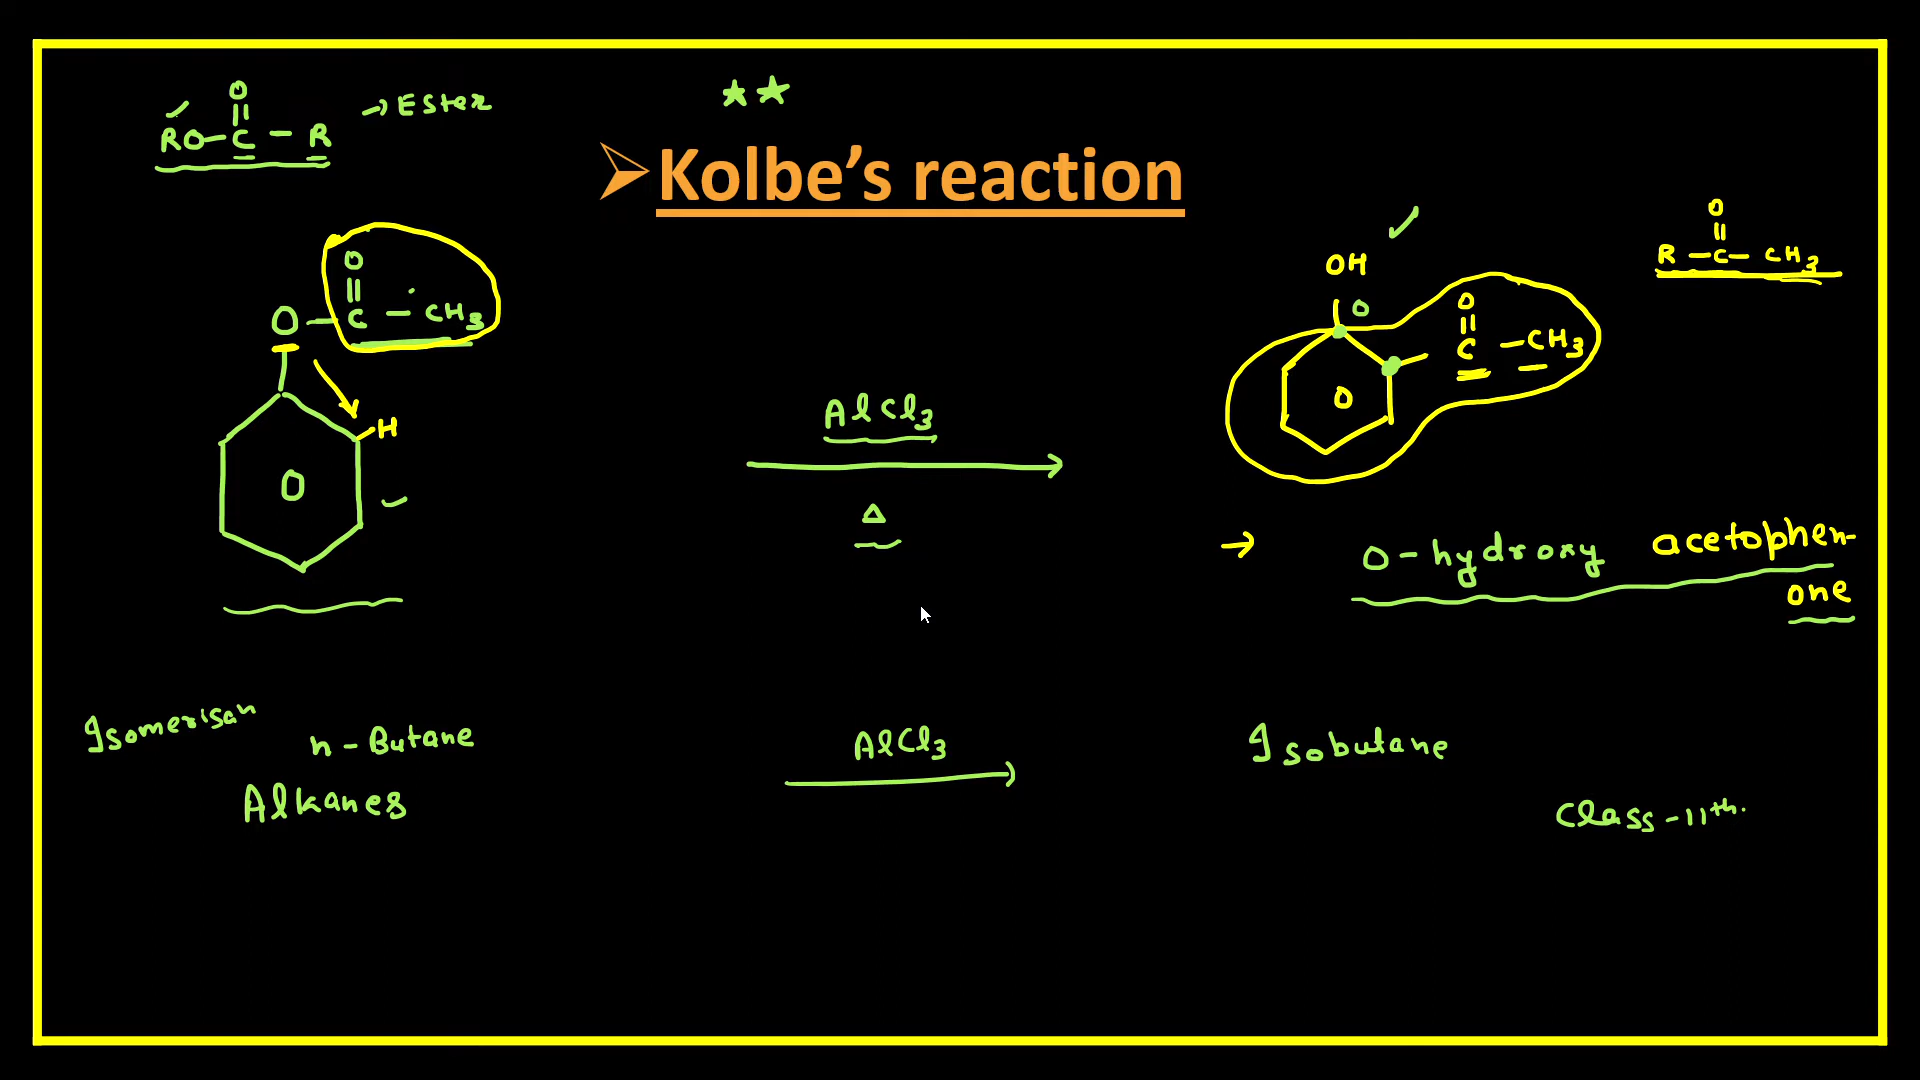 O
||
RO-C-R → Ester
★★
➢Kolbe’s reaction
O
||
O-C-CH3
H
O
AlCl3
Δ
OH
O
O
||
C-CH3
O
O
||
R-C-CH3
→ O-hydroxy acetophen-
one
Isomerisan
n-Butane
Alkanes
AlCl3
Isobutane
Class-11th.